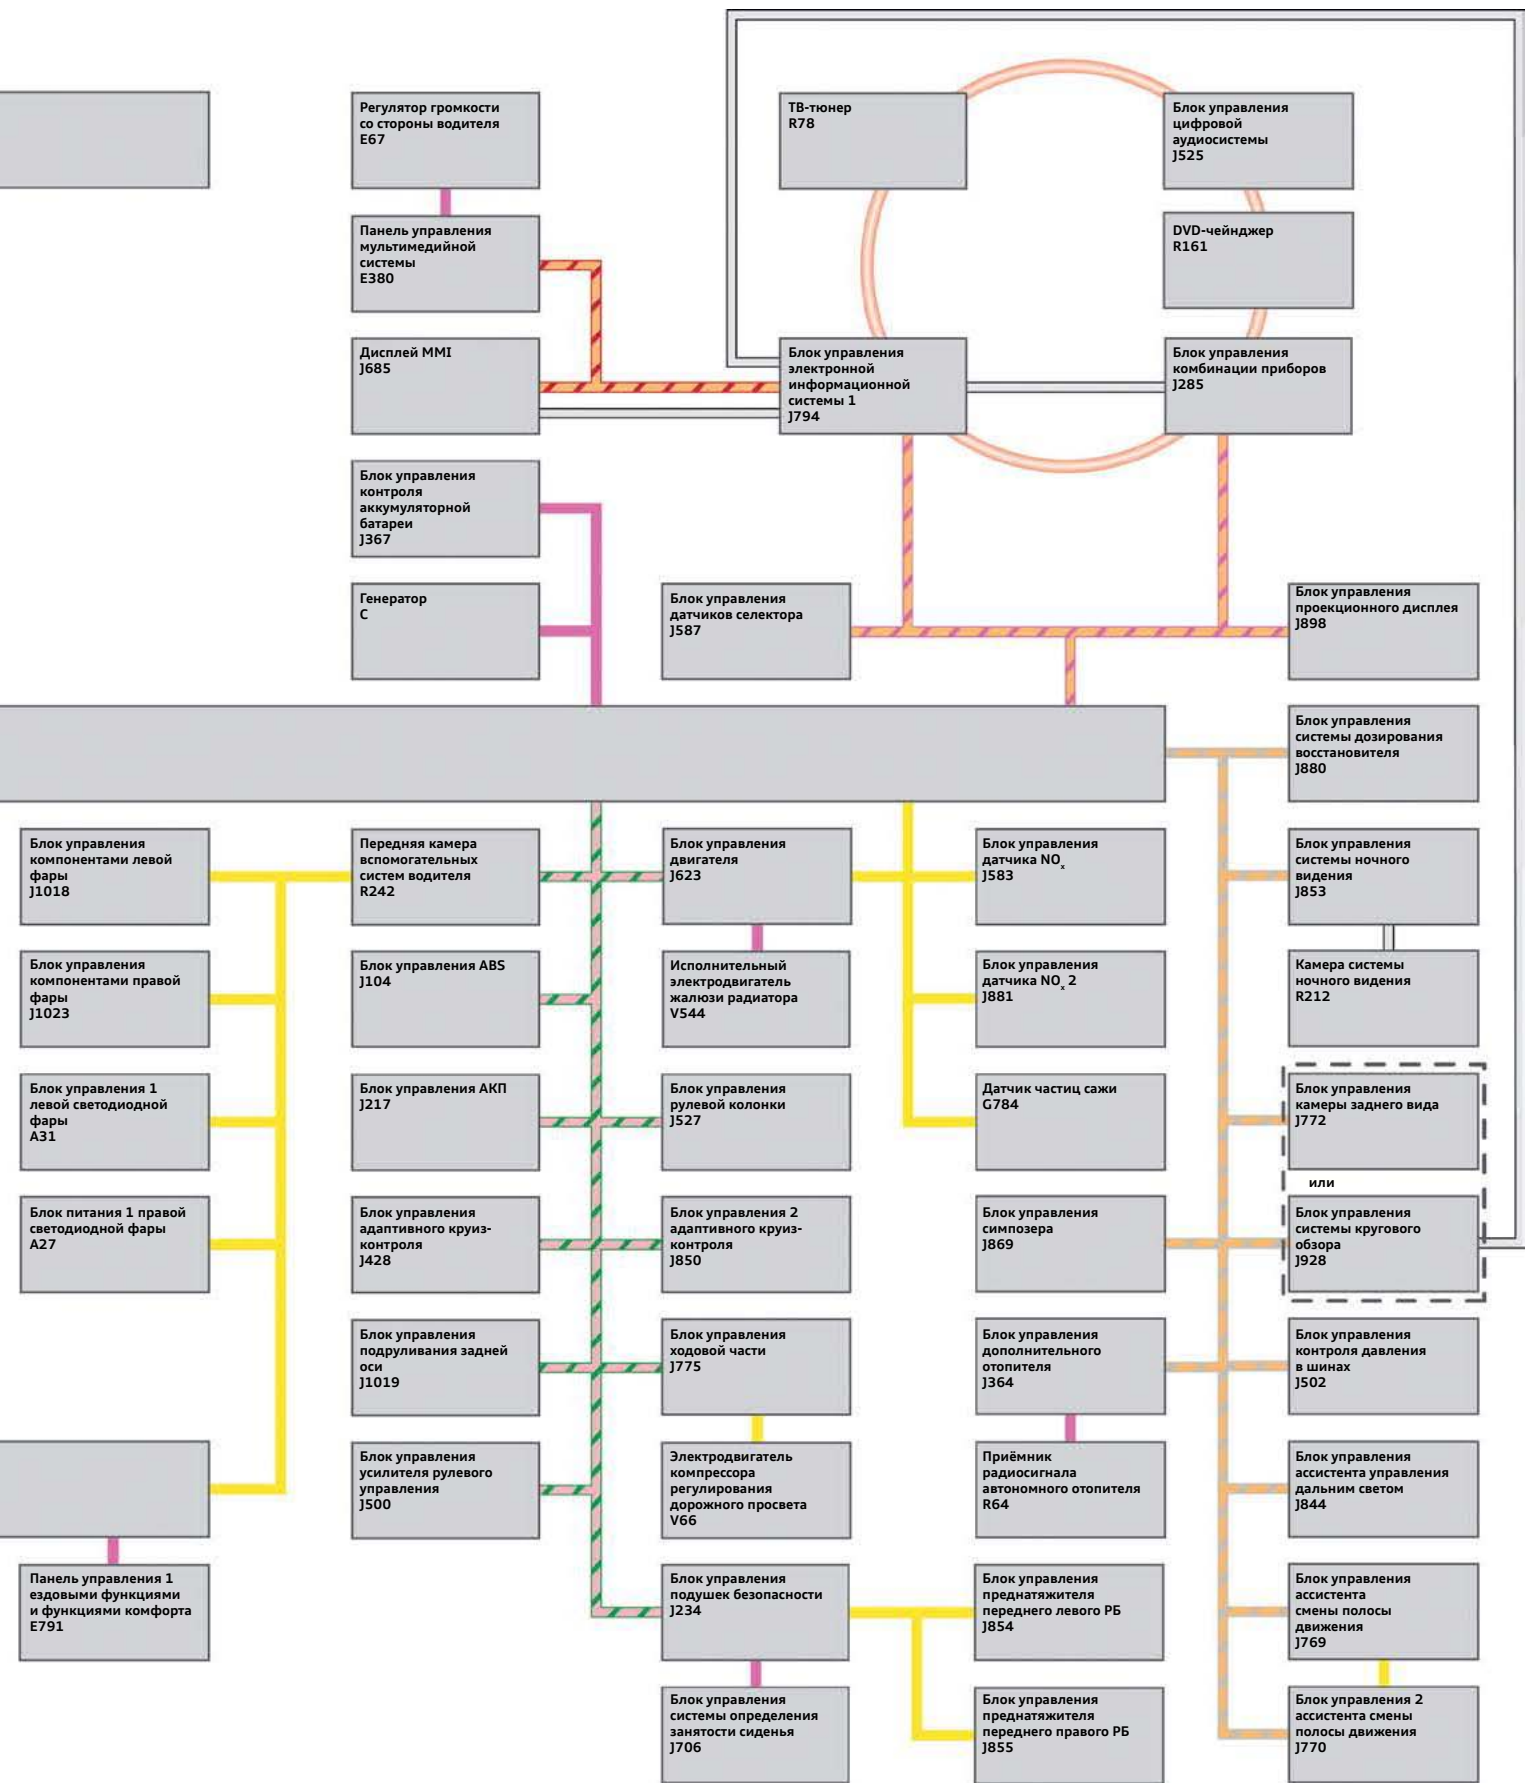 Регулятор громкости
со стороны водителя
E67
ТВ-тюнер
R78
Блок управления
цифровой
аудиосистемы
J525
Панель управления
мультимедийной
системы
E380
DVD-чейнджер
R161
Дисплей MMI
J685
Блок управления
электронной
информационной
системы 1
J794
Блок управления
комбинации приборов
J285
Блок управления
контроля
аккумуляторной
батареи
J367
Генератор
C
Блок управления
датчиков селектора
J587
Блок управления
проекционного дисплея
J898
Блок управления
системы дозирования
восстановителя
J880
Блок управления
компонентами левой
фары
J1018
Передняя камера
вспомогательных
систем водителя
R242
Блок управления
двигателя
J623
Блок управления
датчика NOx
J583
Блок управления
системы ночного
видения
J853
Блок управления
компонентами правой
фары
J1023
Блок управления ABS
J104
Исполнительный
электродвигатель
жалюзи радиатора
V544
Блок управления
датчика NOx 2
J881
Камера системы
ночного видения
R212
Блок управления 1
левой светодиодной
фары
A31
Блок управления АКП
J217
Блок управления
рулевой колонки
J527
Датчик частиц сажи
G784
Блок управления
камеры заднего вида
J772
или
Блок питания 1 правой
светодиодной фары
A27
Блок управления
адаптивного круиз-
контроля
J428
Блок управления 2
адаптивного круиз-
контроля
J850
Блок управления
симпозера
J869
Блок управления
системы кругового
обзора
J928
Блок управления
подруливания задней
оси
J1019
Блок управления
ходовой части
J775
Блок управления
дополнительного
отопителя
J364
Блок управления
контроля давления
в шинах
J502
Блок управления
усилителя рулевого
управления
J500
Электродвигатель
компрессора
регулирования
дорожного просвета
V66
Приёмник
радиосигнала
автономного отопителя
R64
Блок управления
ассистента управления
дальним светом
J844
Панель управления 1
ездовыми функциями
и функциями комфорта
E791
Блок управления
подушек безопасности
J234
Блок управления
преднатяжителя
переднего левого РБ
J854
Блок управления
ассистента
смены полосы
движения
J769
Блок управления
системы определения
занятости сиденья
J706
Блок управления
преднатяжителя
переднего правого РБ
J855
Блок управления 2
ассистента смены
полосы движения
J770